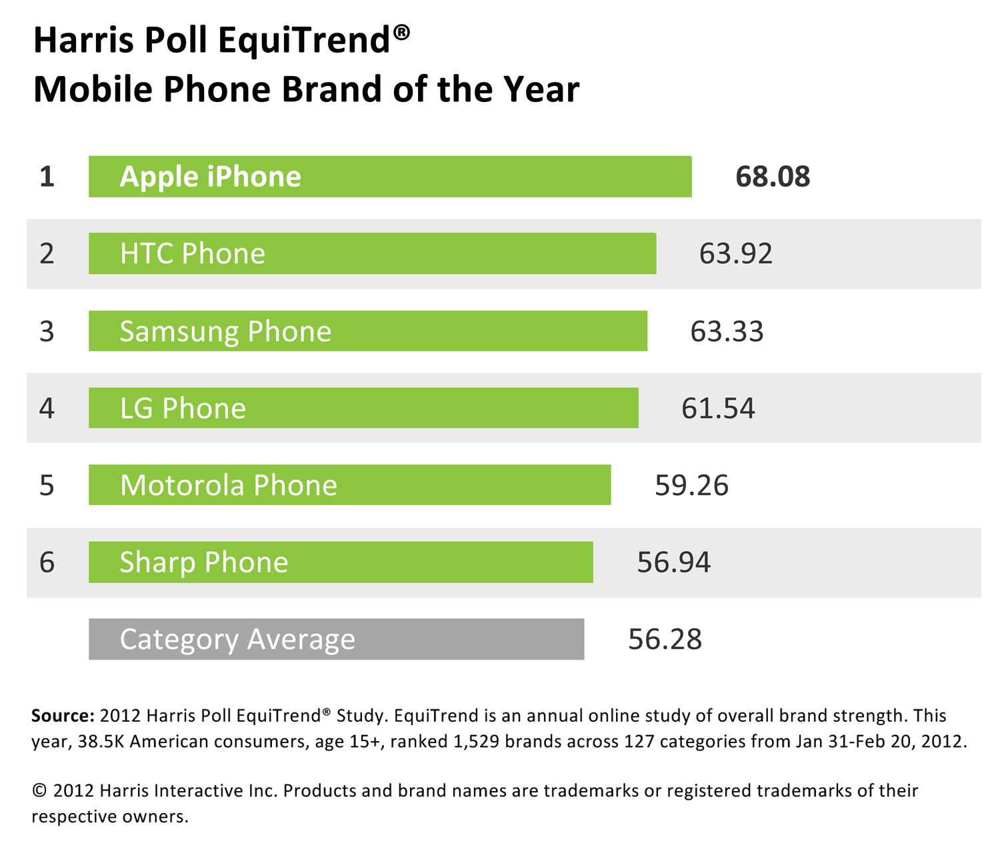 Harris Poll EquiTrend®
Mobile Phone Brand of the Year
1 Apple iPhone 68.08
2 HTC Phone 63.92
3 Samsung Phone 63.33
4 LG Phone 61.54
5 Motorola Phone 59.26
6 Sharp Phone 56.94
Category Average 56.28
Source: 2012 Harris Poll EquiTrend® Study. EquiTrend is an annual online study of overall brand strength. This
year, 38.5K American consumers, age 15+, ranked 1,529 brands across 127 categories from Jan 31-Feb 20, 2012.
© 2012 Harris Interactive Inc. Products and brand names are trademarks or registered trademarks of their
respective owners.